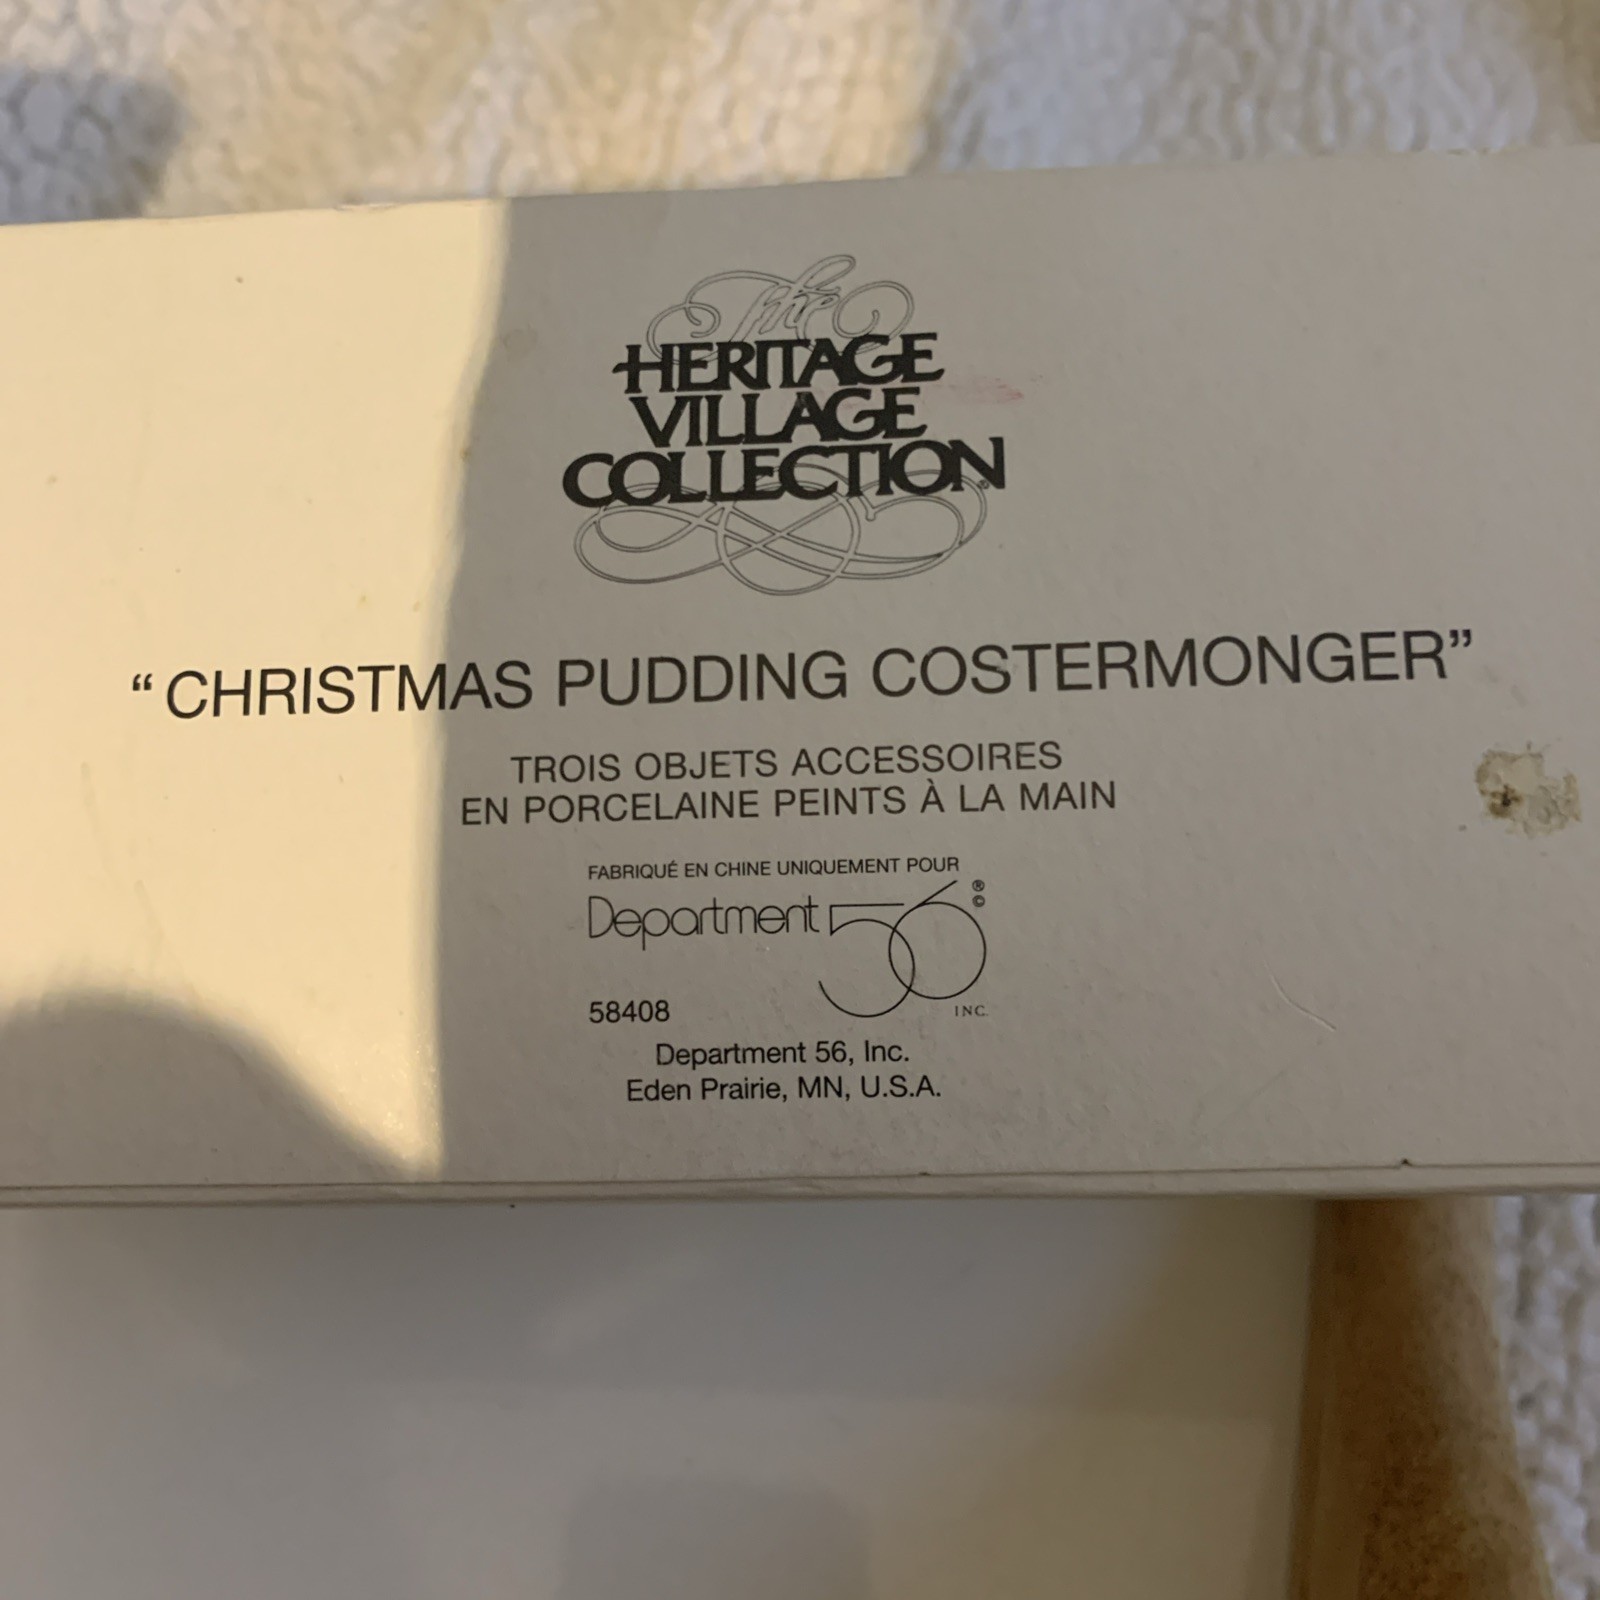 The
HERITAGE
VILLAGE
COLLECTION®
“CHRISTMAS PUDDING COSTERMONGER”
TROIS OBJETS ACCESSOIRES
EN PORCELAINE PEINTS À LA MAIN
FABRIQUÉ EN CHINE UNIQUEMENT POUR
Department 56 ® ©
INC.
58408
Department 56, Inc.
Eden Prairie, MN, U.S.A.